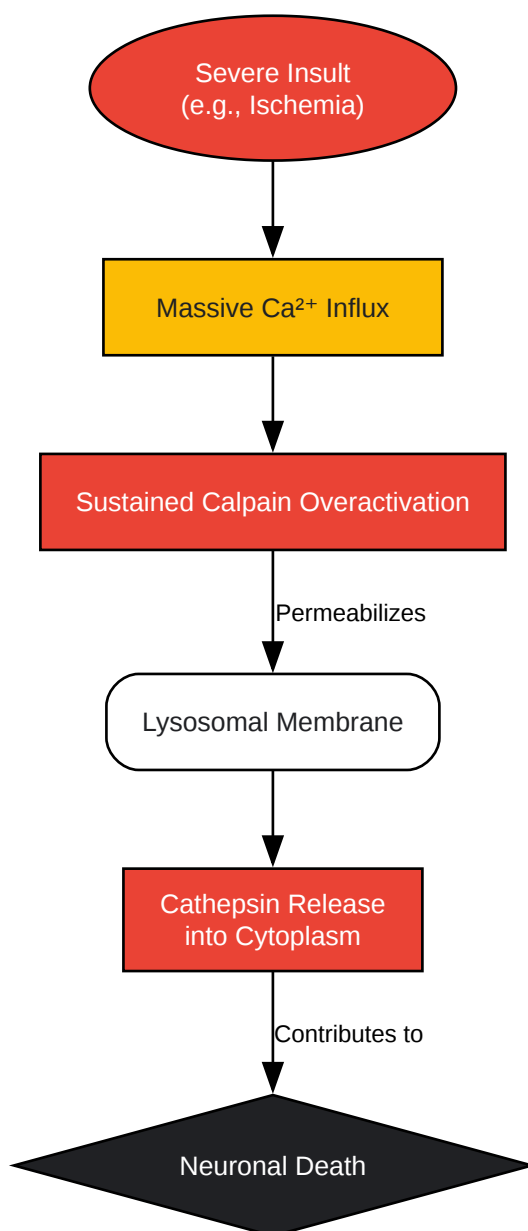 Severe Insult
(e.g., Ischemia)
Massive Ca²⁺ Influx
Sustained Calpain Overactivation
Permeabilizes
Lysosomal Membrane
Cathepsin Release
into Cytoplasm
Contributes to
Neuronal Death